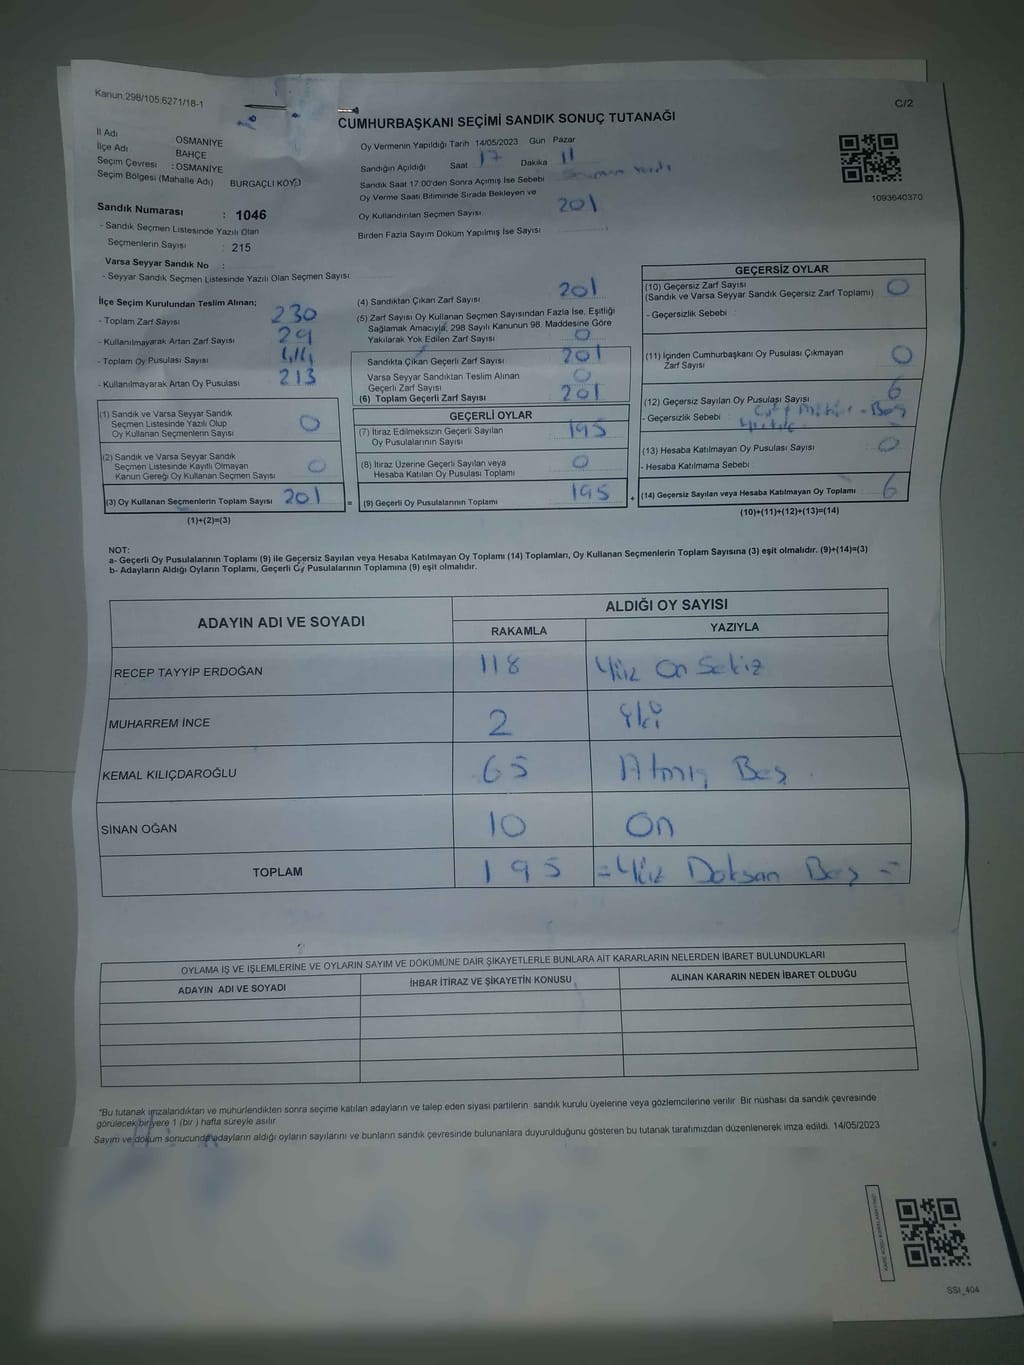 Kanun 298/105.6271/18-1
C/2
CUMHURBAŞKANI SEÇİMİ SANDIK SONUÇ TUTANAĞI
İl Adı OSMANİYE
İlçe Adı BAHÇE
Seçim Çevresi : OSMANİYE
Seçim Bölgesi (Mahalle Adı) BURGAÇLI KÖYÜ
Oy Vermenin Yapıldığı Tarih 14/05/2023 Gün Pazar
Sandığın Açıldığı Saat 17 Dakika 11
Sandık Saat 17.00'den Sonra Açımış İse Sebebi
Oy Verme Saati Bitiminde Sırada Bekleyen ve
Oy Kullandırılan Seçmen Sayısı. 201
Birden Fazla Sayım Döküm Yapılmış İse Sayısı
1093640370
Sandık Numarası : 1046
- Sandık Seçmen Listesinde Yazılı Olan
Seçmenlerin Sayısı : 215
Varsa Seyyar Sandık No :
- Seyyar Sandık Seçmen Listesinde Yazılı Olan Seçmen Sayısı:
İlçe Seçim Kurulundan Teslim Alınan;
- Toplam Zarf Sayısı 230
- Kullanılmayarak Artan Zarf Sayısı 29
- Toplam Oy Pusulası Sayısı
- Kullanılmayarak Artan Oy Pusulası 213
(1) Sandık ve Varsa Seyyar Sandık
Seçmen Listesinde Yazılı Olup
Oy Kullanan Seçmenlerin Sayısı 0
(2) Sandık ve Varsa Seyyar Sandık
Seçmen Listesinde Kayıtlı Olmayan
Kanun Gereği Oy Kullanan Seçmen Sayısı 0
(3) Oy Kullanan Seçmenlerin Toplam Sayısı 201 =
(1)+(2)=(3)
(4) Sandıktan Çıkan Zarf Sayısı 201
(5) Zarf Sayısı Oy Kullanan Seçmen Sayısından Fazla İse, Eşitliği
Sağlamak Amacıyla, 298 Sayılı Kanunun 98. Maddesine Göre
Yakılarak Yok Edilen Zarf Sayısı 0
Sandıkta Çıkan Geçerli Zarf Sayısı 201
Varsa Seyyar Sandıktan Teslim Alınan
Geçerli Zarf Sayısı 0
(6) Toplam Geçerli Zarf Sayısı 201
GEÇERLİ OYLAR
(7) İtiraz Edilmeksizin Geçerli Sayılan
Oy Pusulalarının Sayısı 195
(8) İtiraz Üzerine Geçerli Sayılan veya
Hesaba Katılan Oy Pusulası Toplamı 0
(9) Geçerli Oy Pusulalarının Toplamı 195 +
GEÇERSİZ OYLAR
(10) Geçersiz Zarf Sayısı
(Sandık ve Varsa Seyyar Sandık Geçersiz Zarf Toplamı) 0
- Geçersizlik Sebebi :
(11) İçinden Cumhurbaşkanı Oy Pusulası Çıkmayan
Zarf Sayısı 0
(12) Geçersiz Sayılan Oy Pusulası Sayısı 6
- Geçersizlik Sebebi :
(13) Hesaba Katılmayan Oy Pusulası Sayısı 0
- Hesaba Katılmama Sebebi
(14) Geçersiz Sayılan veya Hesaba Katılmayan Oy Toplamı 6
(10)+(11)+(12)+(13)=(14)
NOT:
a- Geçerli Oy Pusulalarının Toplamı (9) ile Geçersiz Sayılan veya Hesaba Katılmayan Oy Toplamı (14) Toplamları, Oy Kullanan Seçmenlerin Toplam Sayısına (3) eşit olmalıdır. (9)+(14)=(3)
b- Adayların Aldığı Oyların Toplamı, Geçerli Oy Pusulalarının Toplamına (9) eşit olmalıdır.
ADAYIN ADI VE SOYADI ALDIĞI OY SAYISI
RAKAMLA YAZIYLA
RECEP TAYYİP ERDOĞAN 118 Yüz On Sekiz
MUHARREM İNCE 2 İki
KEMAL KILIÇDAROĞLU 65 Atmış Beş
SİNAN OĞAN 10 On
TOPLAM 195 = Yüz Doksan Beş =
OYLAMA İŞ VE İŞLEMLERİNE VE OYLARIN SAYIM VE DÖKÜMÜNE DAİR ŞİKAYETLERLE BUNLARA AİT KARARLARIN NELERDEN İBARET BULUNDUKLARI
ADAYIN ADI VE SOYADI İHBAR İTİRAZ VE ŞİKAYETİN KONUSU ALINAN KARARIN NEDEN İBARET OLDUĞU
*Bu tutanak imzalandıktan ve mühürlendikten sonra seçime katılan adayların ve talep eden siyasi partilerin sandık kurulu üyelerine veya gözlemcilerine verilir. Bir nüshası da sandık çevresinde
görülecek bir yere 1 (bir ) hafta süreyle asılır.
Sayım ve döküm sonucunda adayların aldığı oyların sayılarını ve bunların sandık çevresinde bulunanlara duyurulduğunu gösteren bu tutanak tarafımızdan düzenlenerek imza edildi. 14/05/2023
SSI_404